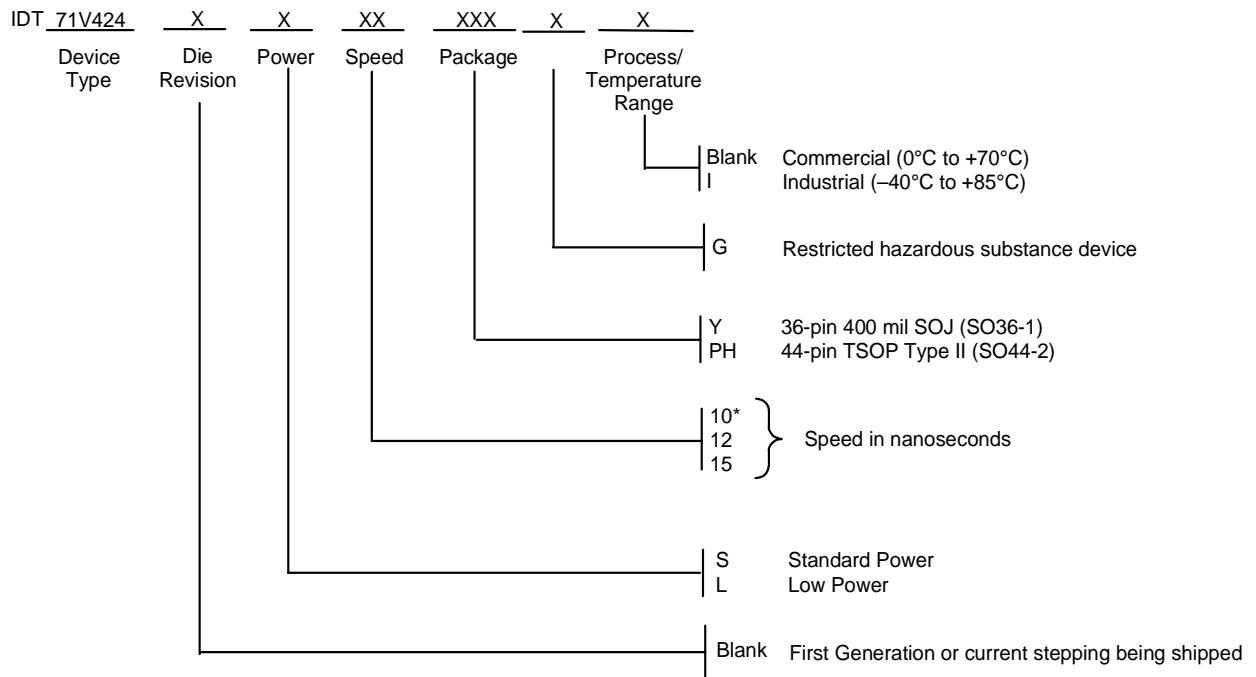 IDT 71V424 X X XX XXX X X
Device Type
Die Revision
Power
Speed
Package
Process/ Temperature Range
Blank Commercial (0°C to +70°C)
I Industrial (–40°C to +85°C)
G Restricted hazardous substance device
Y 36-pin 400 mil SOJ (SO36-1)
PH 44-pin TSOP Type II (SO44-2)
10*
12
15
Speed in nanoseconds
S Standard Power
L Low Power
Blank First Generation or current stepping being shipped